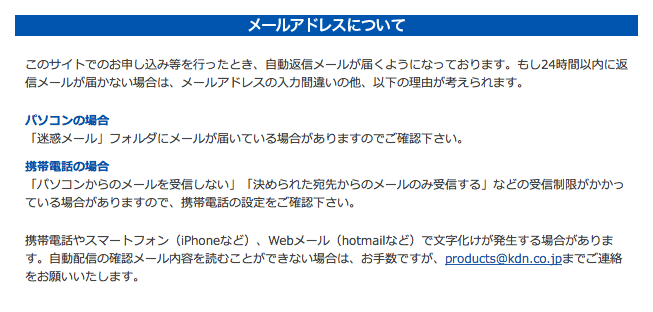 メールアドレスについて
このサイトでのお申し込み等を行ったとき、自動返信メールが届くようになっております。もし24時間以内に返
信メールが届かない場合は、メールアドレスの入力間違いの他、以下の理由が考えられます。
パソコンの場合
「迷惑メール」フォルダにメールが届いている場合がありますのでご確認下さい。
携帯電話の場合
「パソコンからのメールを受信しない」「決められた宛先からのメールのみ受信する」などの受信制限がかかっ
ている場合がありますので、携帯電話の設定をご確認下さい。
携帯電話やスマートフォン（iPhoneなど）、Webメール（hotmailなど）で文字化けが発生する場合がありま
す。自動配信の確認メール内容を読むことができない場合は、お手数ですが、products@kdn.co.jpまでご連絡
をお願いいたします。